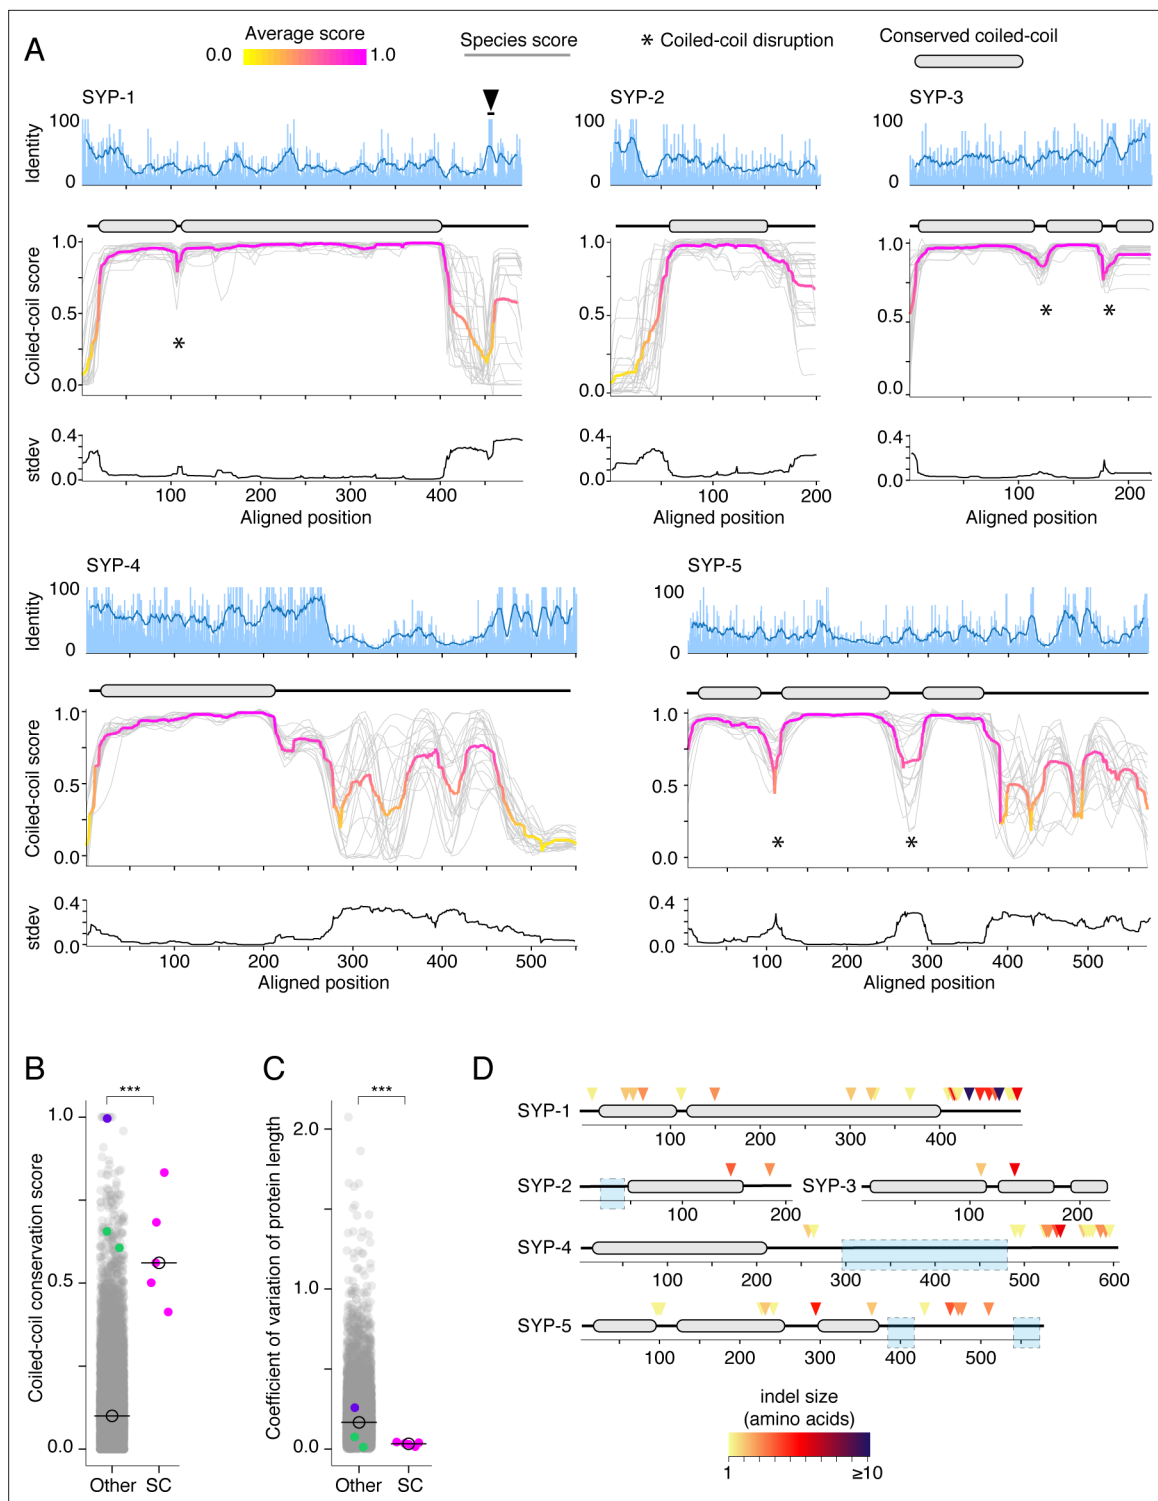 A
Average score
0.0
1.0
Species score
* Coiled-coil disruption
Conserved coiled-coil
SYP-1
SYP-2
SYP-3
Identity
100
0
100
0
100
0
Coiled-coil score
1.0
0.5
0.0
1.0
0.5
0.0
1.0
0.5
0.0
*
*
*
stdev
0.4
0.0
0.4
0.0
0.4
0.0
100
200
300
400
100
200
100
200
Aligned position
Aligned position
Aligned position
SYP-4
SYP-5
Identity
100
0
100
0
Coiled-coil score
1.0
0.5
0.0
1.0
0.5
0.0
*
*
stdev
0.4
0.0
0.4
0.0
100
200
300
400
500
100
200
300
400
500
Aligned position
Aligned position
B
Coiled-coil conservation score
1.0
0.5
0.0
***
Other
SC
C
Coefficient of variation of protein length
2.0
1.0
0.0
***
Other
SC
D
SYP-1
100
200
300
400
SYP-2
100
200
SYP-3
100
200
SYP-4
100
200
300
400
500
600
SYP-5
100
200
300
400
500
indel size
(amino acids)
1
≥10